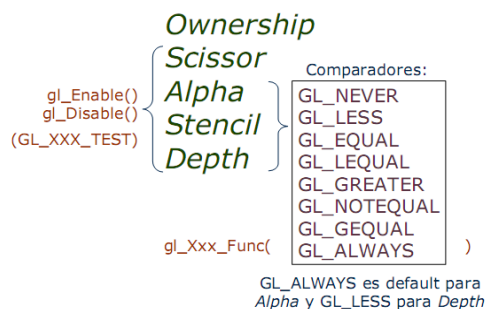 Ownership
Scissor
Alpha
Stencil
Depth
gl_Enable()
gl_Disable()
(GL_XXX_TEST)
Comparadores:
GL_NEVER
GL_LESS
GL_EQUAL
GL_LEQUAL
GL_GREATER
GL_NOTEQUAL
GL_GEQUAL
GL_ALWAYS
gl_Xxx_Func( )
GL_ALWAYS es default para
Alpha y GL_LESS para Depth